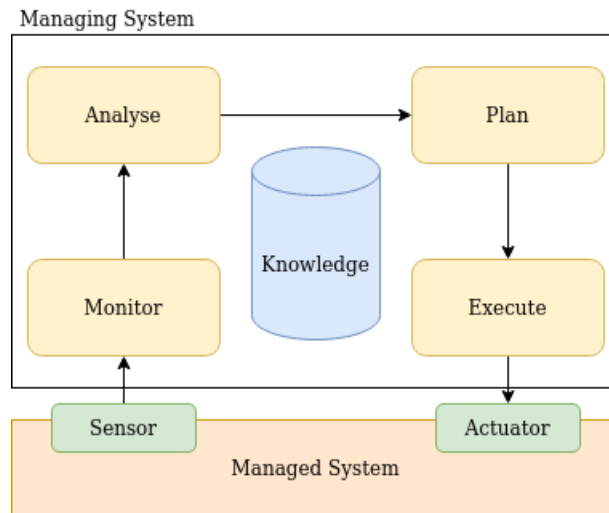 Managing System
Analyse
Plan
Knowledge
Monitor
Execute
Sensor
Actuator
Managed System